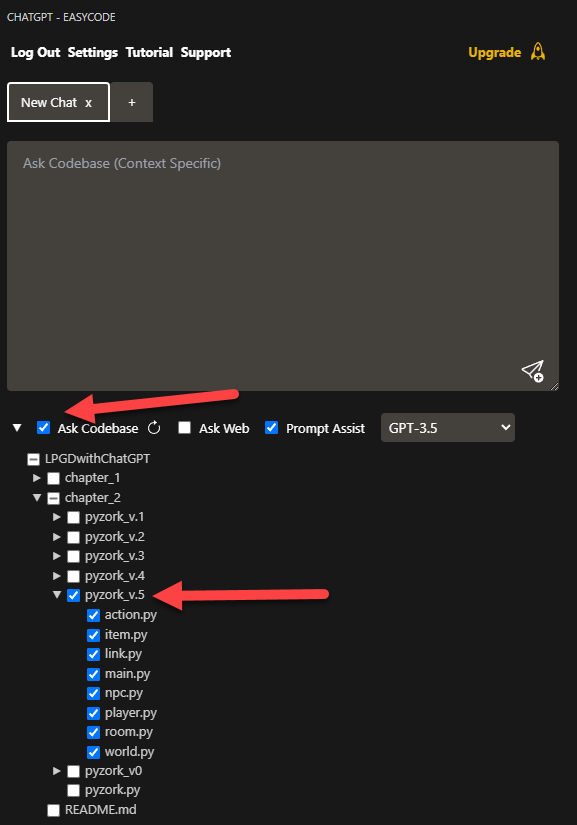 CHATGPT - EASYCODE
Log Out Settings Tutorial Support Upgrade
New Chat x +
Ask Codebase (Context Specific)
Ask Codebase Ask Web Prompt Assist GPT-3.5
LPGDwithChatGPT
chapter_1
chapter_2
pyzork_v.1
pyzork_v.2
pyzork_v.3
pyzork_v.4
pyzork_v.5
action.py
item.py
link.py
main.py
npc.py
player.py
room.py
world.py
pyzork_v0
pyzork.py
README.md